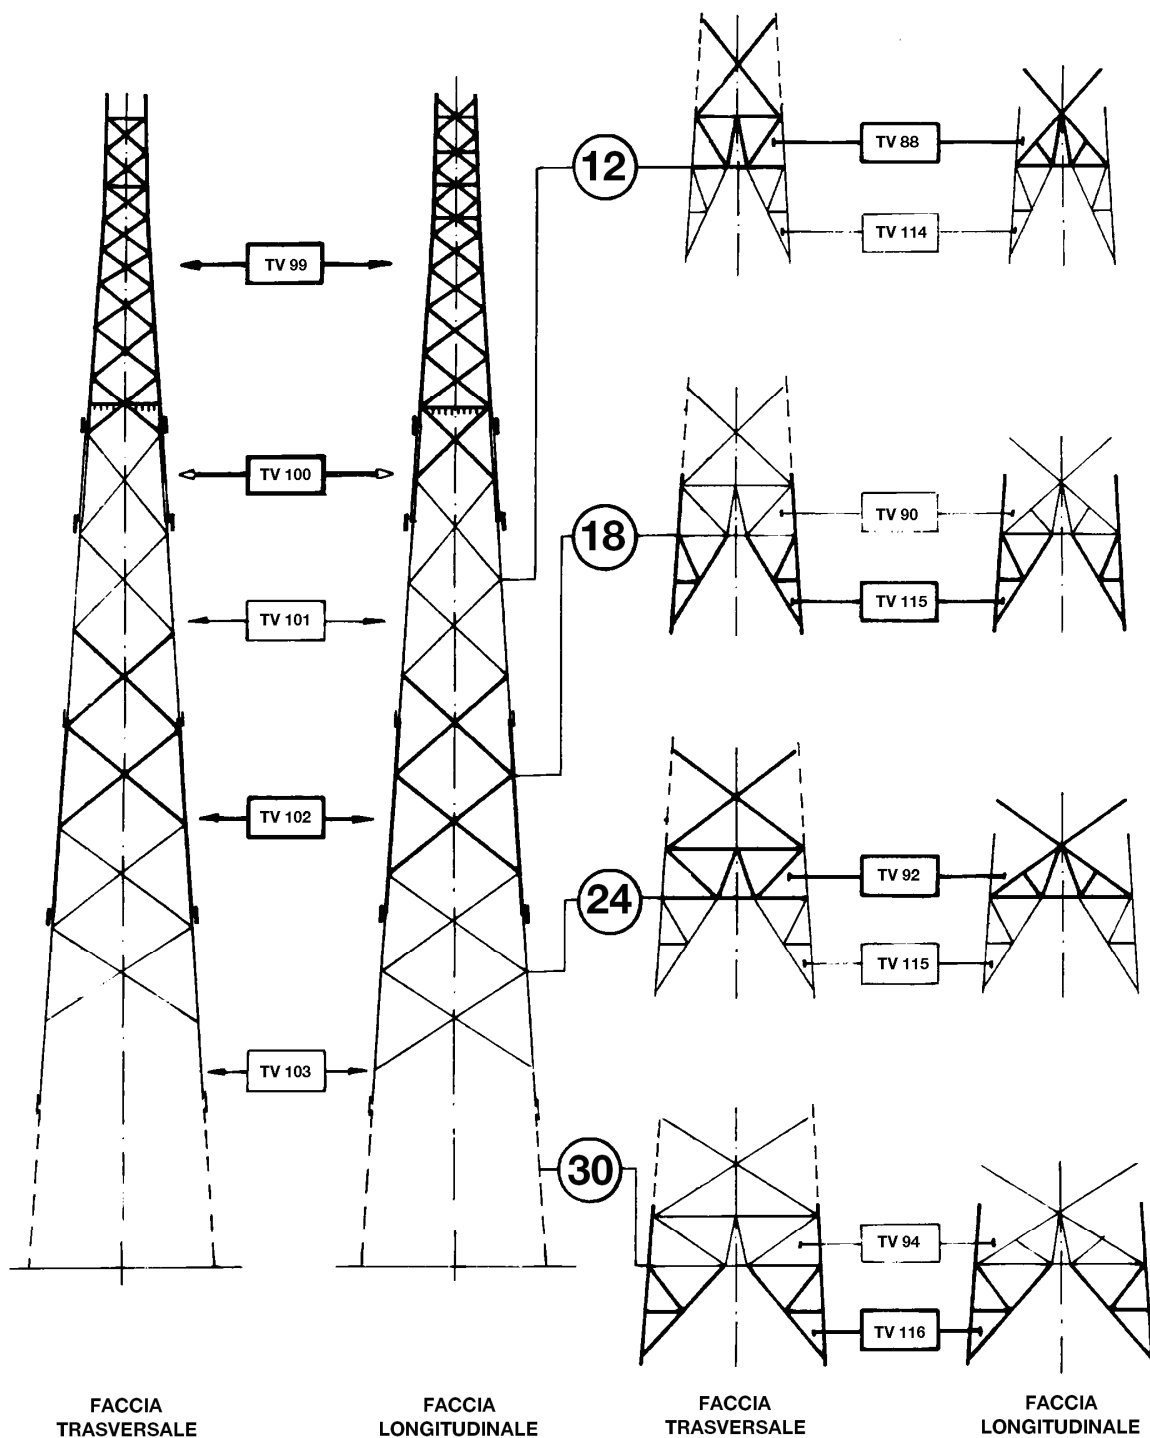 TV 99
TV 100
TV 101
TV 102
TV 103
12
TV 88
TV 114
18
TV 90
TV 115
24
TV 92
TV 115
30
TV 94
TV 116
FACCIA
TRASVERSALE
FACCIA
LONGITUDINALE
FACCIA
TRASVERSALE
FACCIA
LONGITUDINALE